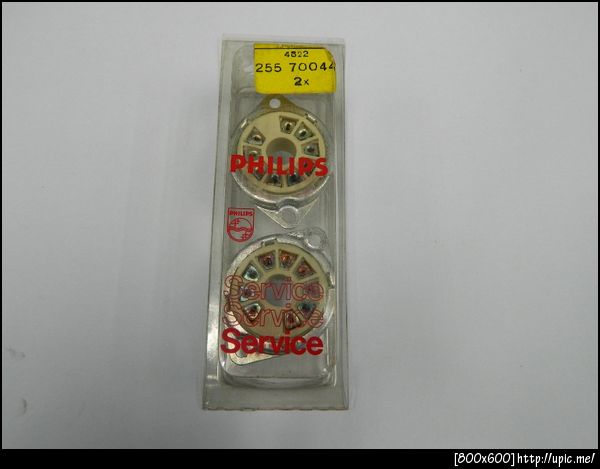 4822
255 70044
2x
PHILIPS
PHILIPS
Service
Service
Service
[800x600]http://upic.me/